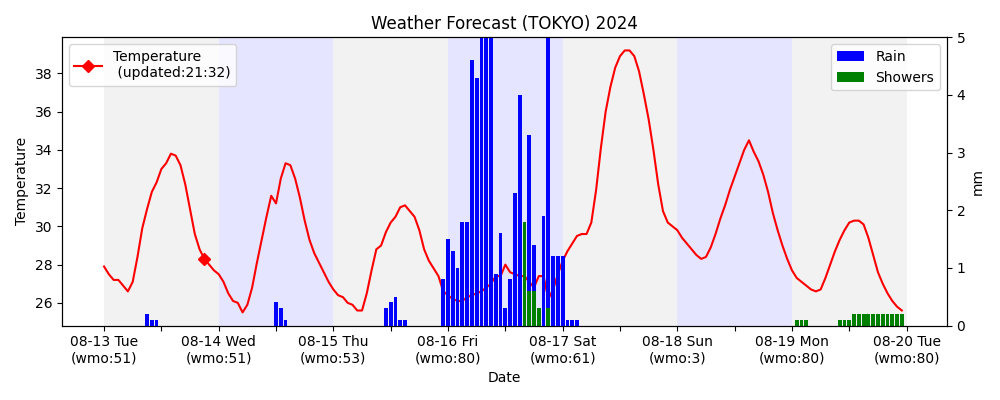 Weather Forecast (TOKYO) 2024
Temperature
(updated:21:32)
Rain
Showers
Temperature
38
36
34
32
30
28
26
5
4
3
2
1
0
mm
08-13 Tue
(wmo:51)
08-14 Wed
(wmo:51)
08-15 Thu
(wmo:53)
08-16 Fri
(wmo:80)
08-17 Sat
(wmo:61)
08-18 Sun
(wmo:3)
08-19 Mon
(wmo:80)
08-20 Tue
(wmo:80)
Date